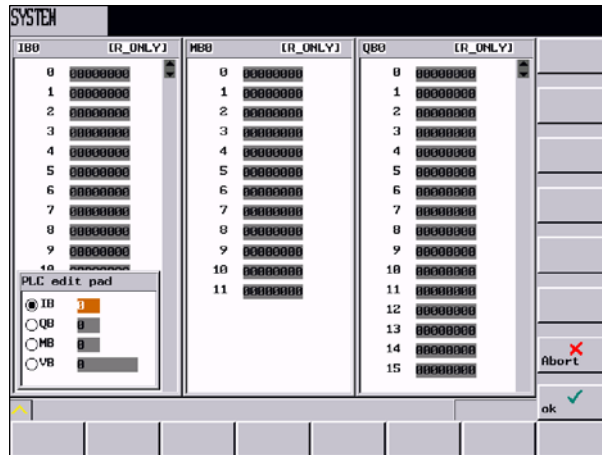 SYSTEM
IB0 [R_ONLY] MB0 [R_ONLY] QB0 [R_ONLY]
0 00000000 0 00000000 0 00000000
1 00000000 1 00000000 1 00000000
2 00000000 2 00000000 2 00000000
3 00000000 3 00000000 3 00000000
4 00000000 4 00000000 4 00000000
5 00000000 5 00000000 5 00000000
6 00000000 6 00000000 6 00000000
7 00000000 7 00000000 7 00000000
8 00000000 8 00000000 8 00000000
9 00000000 9 00000000 9 00000000
10 00000000 10 00000000 10 00000000
11 00000000 11 00000000
12 00000000
13 00000000
14 00000000
15 00000000
PLC edit pad
IB 0
QB 0
MB 0
VB 0
Abort
ok